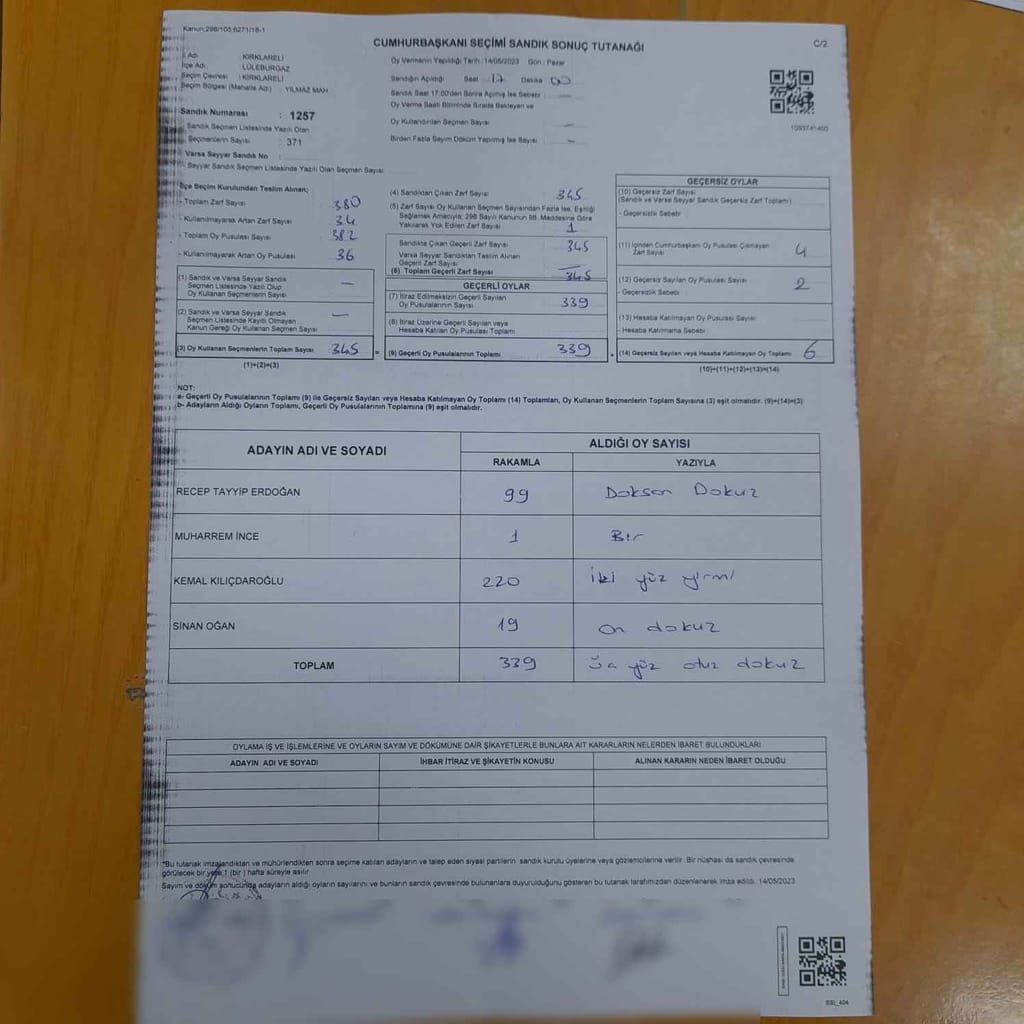 Kanun:298/105;6271/18-1
CUMHURBAŞKANI SEÇİMİ SANDIK SONUÇ TUTANAĞI
C/2
İl Adı : KIRKLARELİ
İlçe Adı : LÜLEBURGAZ
Seçim Çevresi : KIRKLARELİ
Seçim Bölgesi (Mahalle Adı) : YILMAZ MAH
Sandık Numarası : 1257
Sandık Seçmen Listesinde Yazılı Olan
Seçmenlerin Sayısı : 371
Varsa Seyyar Sandık No :
Seyyar Sandık Seçmen Listesinde Yazılı Olan Seçmen Sayısı
Oy Vermenin Yapıldığı Tarih : 14/05/2023 Gün : Pazar
Sandığın Açıldığı Saat 17 Dakika 00
Sandık Saat 17.00'den Sonra Açılmış İse Sebebi
Oy Verme Saati Bitiminde Sırada Bekleyen ve
Oy Kullandırılan Seçmen Sayısı —
Birden Fazla Sayım Döküm Yapılmış İse Sayısı —
1093741400
İlçe Seçim Kurulundan Teslim Alınan;
- Toplam Zarf Sayısı 380
- Kullanılmayarak Artan Zarf Sayısı 34
- Toplam Oy Pusulası Sayısı 382
- Kullanılmayarak Artan Oy Pusulası 36
(1) Sandık ve Varsa Seyyar Sandık
Seçmen Listesinde Yazılı Olup
Oy Kullanan Seçmenlerin Sayısı —
(2) Sandık ve Varsa Seyyar Sandık
Seçmen Listesinde Kayıtlı Olmayan
Kanun Gereği Oy Kullanan Seçmen Sayısı —
(3) Oy Kullanan Seçmenlerin Toplam Sayısı 345 =
(1)+(2)=(3)
(4) Sandıktan Çıkan Zarf Sayısı 345
(5) Zarf Sayısı Oy Kullanan Seçmen Sayısından Fazla İse, Eşitliği
Sağlamak Amacıyla; 298 Sayılı Kanunun 98. Maddesine Göre
Yakılarak Yok Edilen Zarf Sayısı 1
Sandıkta Çıkan Geçerli Zarf Sayısı 345
Varsa Seyyar Sandıktan Teslim Alınan
Geçerli Zarf Sayısı —
(6) Toplam Geçerli Zarf Sayısı 345
GEÇERLİ OYLAR
(7) İtiraz Edilmeksizin Geçerli Sayılan
Oy Pusulalarının Sayısı 339
(8) İtiraz Üzerine Geçerli Sayılan veya
Hesaba Katılan Oy Pusulası Toplamı
(9) Geçerli Oy Pusulalarının Toplamı 339 +
GEÇERSİZ OYLAR
(10) Geçersiz Zarf Sayısı
(Sandık ve Varsa Seyyar Sandık Geçersiz Zarf Toplamı)
- Geçersizlik Sebebi
(11) İçinden Cumhurbaşkanı Oy Pusulası Çıkmayan
Zarf Sayısı 4
(12) Geçersiz Sayılan Oy Pusulası Sayısı 2
- Geçersizlik Sebebi
(13) Hesaba Katılmayan Oy Pusulası Sayısı
- Hesaba Katılmama Sebebi
(14) Geçersiz Sayılan veya Hesaba Katılmayan Oy Toplamı 6
(10)+(11)+(12)+(13)=(14)
NOT:
a- Geçerli Oy Pusulalarının Toplamı (9) ile Geçersiz Sayılan veya Hesaba Katılmayan Oy Toplamı (14) Toplamları, Oy Kullanan Seçmenlerin Toplam Sayısına (3) eşit olmalıdır. (9)+(14)=(3)
b- Adayların Aldığı Oyların Toplamı, Geçerli Oy Pusulalarının Toplamına (9) eşit olmalıdır.
ADAYIN ADI VE SOYADI ALDIĞI OY SAYISI
RAKAMLA YAZIYLA
RECEP TAYYİP ERDOĞAN 99 Doksan Dokuz
MUHARREM İNCE 1 Bir
KEMAL KILIÇDAROĞLU 220 iki yüz yirmi
SİNAN OĞAN 19 on dokuz
TOPLAM 339 üç yüz otuz dokuz
OYLAMA İŞ VE İŞLEMLERİNE VE OYLARIN SAYIM VE DÖKÜMÜNE DAİR ŞİKAYETLERLE BUNLARA AİT KARARLARIN NELERDEN İBARET BULUNDUKLARI
ADAYIN ADI VE SOYADI İHBAR İTİRAZ VE ŞİKAYETİN KONUSU ALINAN KARARIN NEDEN İBARET OLDUĞU
*Bu tutanak imzalandıktan ve mühürlendikten sonra seçime katılan adayların ve talep eden siyasi partilerin sandık kurulu üyelerine veya gözlemcilerine verilir. Bir nüshası da sandık çevresinde
görülecek bir yere 1 (bir) hafta süreyle asılır
Sayım ve döküm sonucunda adayların aldığı oyların sayılarını ve bunların sandık çevresinde bulunanlara duyurulduğunu gösteren bu tutanak tarafımızdan düzenlenerek imza edildi. 14/05/2023
SSI_404